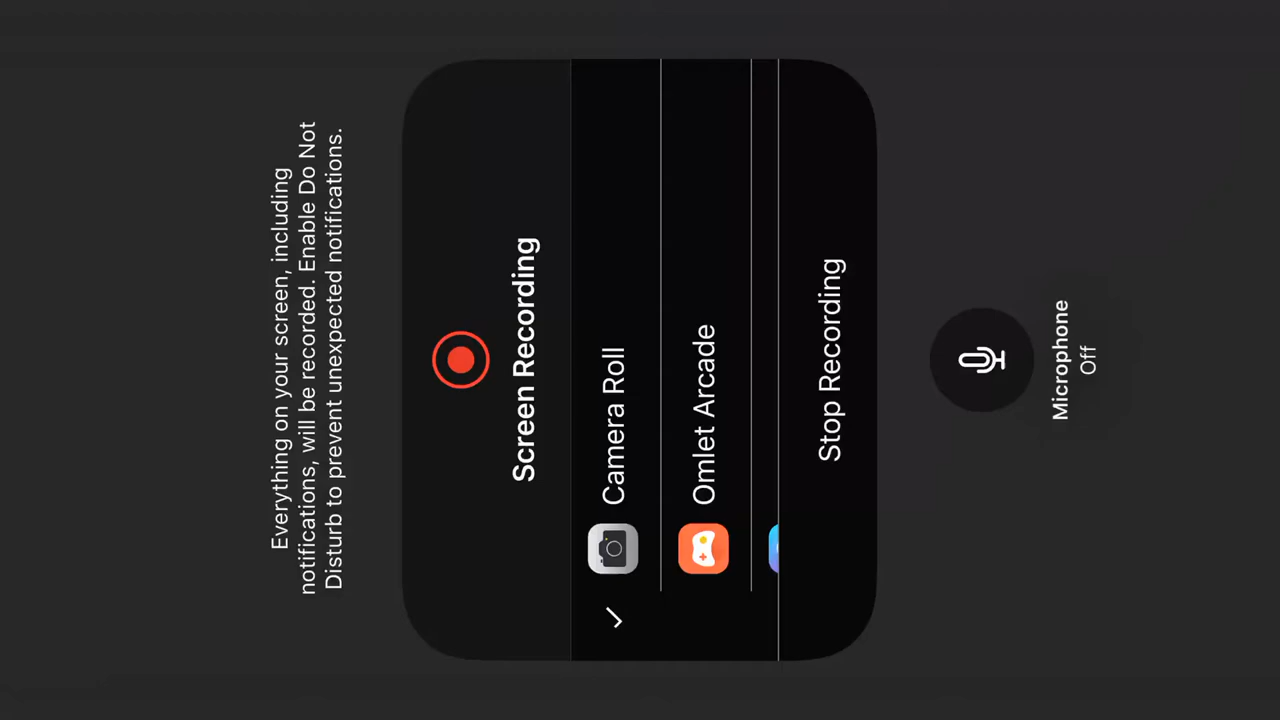 Everything on your screen, including
notifications, will be recorded. Enable Do Not
Disturb to prevent unexpected notifications.
Screen Recording
Camera Roll
Omlet Arcade
Stop Recording
Microphone
Off